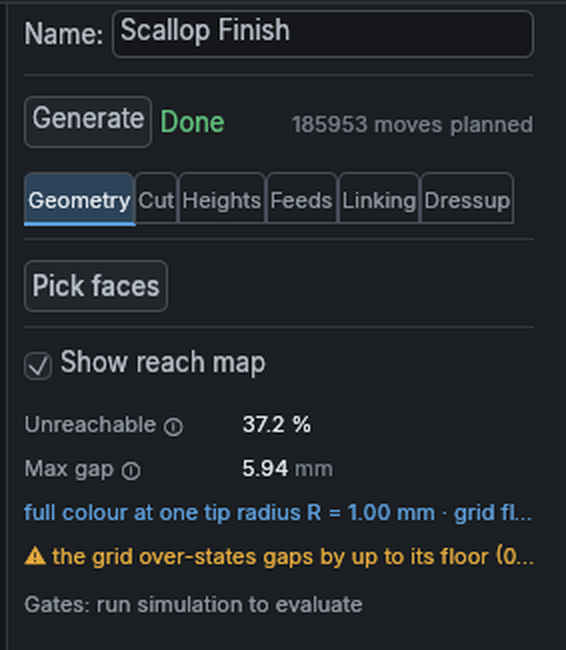 Name: Scallop Finish
Generate Done 185953 moves planned
Geometry Cut Heights Feeds Linking Dressup
Pick faces
Show reach map
Unreachable 37.2 %
Max gap 5.94 mm
full colour at one tip radius R = 1.00 mm · grid fl...
the grid over-states gaps by up to its floor (0...
Gates: run simulation to evaluate